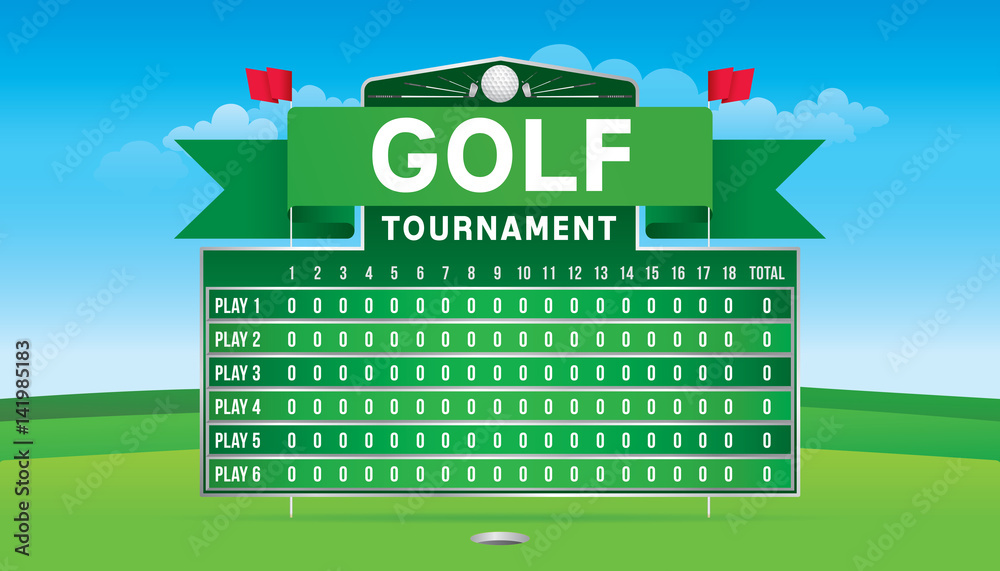 GOLF
TOURNAMENT
1 2 3 4 5 6 7 8 9 10 11 12 13 14 15 16 17 18 TOTAL
PLAY 1 0 0 0 0 0 0 0 0 0 0 0 0 0 0 0 0 0 0 0
PLAY 2 0 0 0 0 0 0 0 0 0 0 0 0 0 0 0 0 0 0 0
PLAY 3 0 0 0 0 0 0 0 0 0 0 0 0 0 0 0 0 0 0 0
PLAY 4 0 0 0 0 0 0 0 0 0 0 0 0 0 0 0 0 0 0 0
PLAY 5 0 0 0 0 0 0 0 0 0 0 0 0 0 0 0 0 0 0 0
PLAY 6 0 0 0 0 0 0 0 0 0 0 0 0 0 0 0 0 0 0 0
Adobe Stock | #141985183